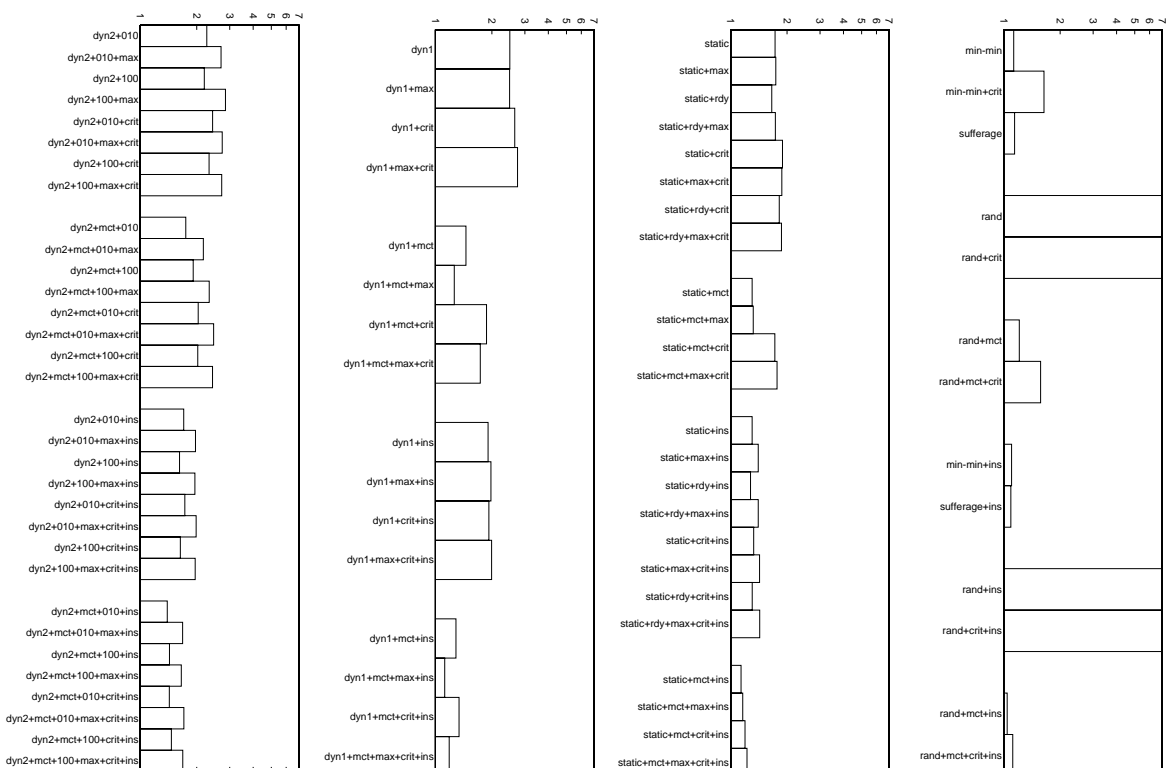 1 2 3 4 5 6 7
dyn2+010
dyn2+010+max
dyn2+100
dyn2+100+max
dyn2+010+crit
dyn2+010+max+crit
dyn2+100+crit
dyn2+100+max+crit
dyn2+mct+010
dyn2+mct+010+max
dyn2+mct+100
dyn2+mct+100+max
dyn2+mct+010+crit
dyn2+mct+010+max+crit
dyn2+mct+100+crit
dyn2+mct+100+max+crit
dyn2+010+ins
dyn2+010+max+ins
dyn2+100+ins
dyn2+100+max+ins
dyn2+010+crit+ins
dyn2+010+max+crit+ins
dyn2+100+crit+ins
dyn2+100+max+crit+ins
dyn2+mct+010+ins
dyn2+mct+010+max+ins
dyn2+mct+100+ins
dyn2+mct+100+max+ins
dyn2+mct+010+crit+ins
dyn2+mct+010+max+crit+ins
dyn2+mct+100+crit+ins
dyn2+mct+100+max+crit+ins
1 2 3 4 5 6 7
dyn1
dyn1+max
dyn1+crit
dyn1+max+crit
dyn1+mct
dyn1+mct+max
dyn1+mct+crit
dyn1+mct+max+crit
dyn1+ins
dyn1+max+ins
dyn1+crit+ins
dyn1+max+crit+ins
dyn1+mct+ins
dyn1+mct+max+ins
dyn1+mct+crit+ins
dyn1+mct+max+crit+ins
1 2 3 4 5 6 7
static
static+max
static+rdy
static+rdy+max
static+crit
static+max+crit
static+rdy+crit
static+rdy+max+crit
static+mct
static+mct+max
static+mct+crit
static+mct+max+crit
static+ins
static+max+ins
static+rdy+ins
static+rdy+max+ins
static+crit+ins
static+max+crit+ins
static+rdy+crit+ins
static+rdy+max+crit+ins
static+mct+ins
static+mct+max+ins
static+mct+crit+ins
static+mct+max+crit+ins
1 2 3 4 5 6 7
min-min
min-min+crit
sufferage
rand
rand+crit
rand+mct
rand+mct+crit
min-min+ins
sufferage+ins
rand+ins
rand+crit+ins
rand+mct+ins
rand+mct+crit+ins